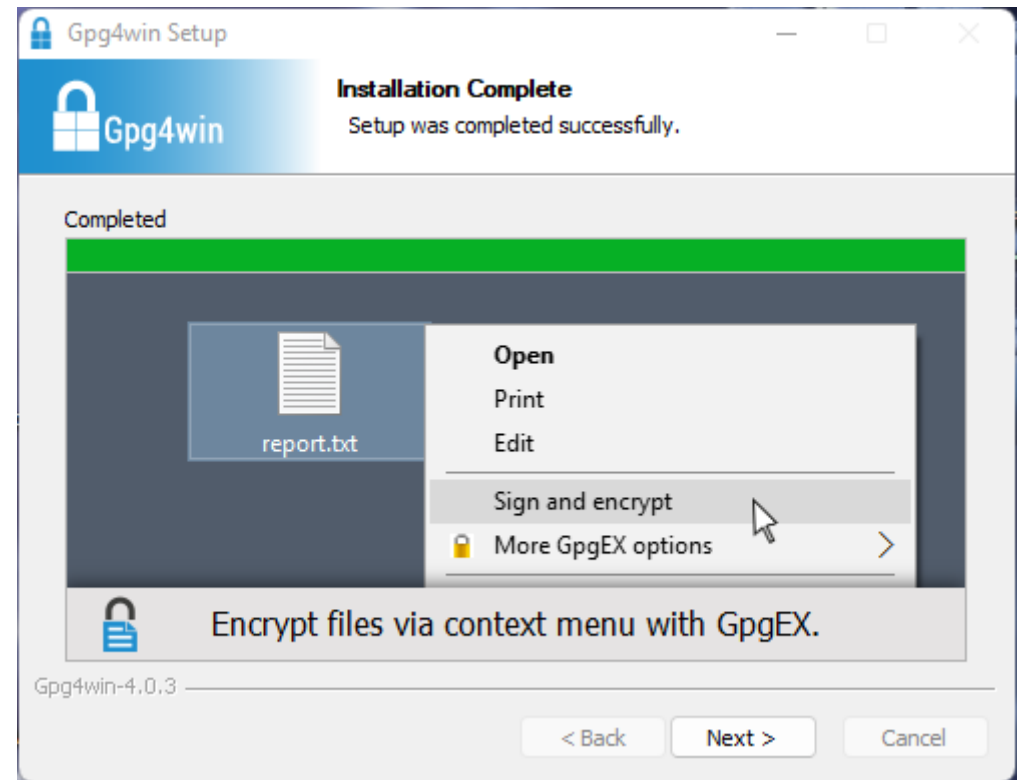 Gpg4win Setup
Gpg4win
Installation Complete
Setup was completed successfully.
Completed
report.txt
Open
Print
Edit
Sign and encrypt
More GpgEX options
Encrypt files via context menu with GpgEX.
Gpg4win-4.0.3
< Back Next > Cancel